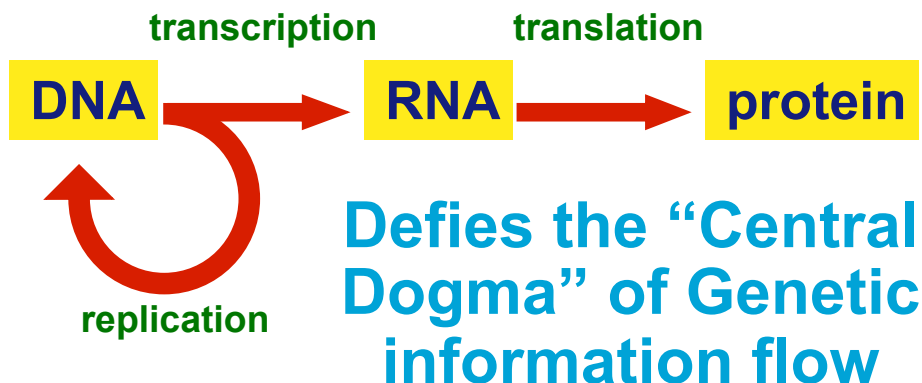 transcription translation
DNA RNA protein
replication
Defies the “Central
Dogma” of Genetic
information flow